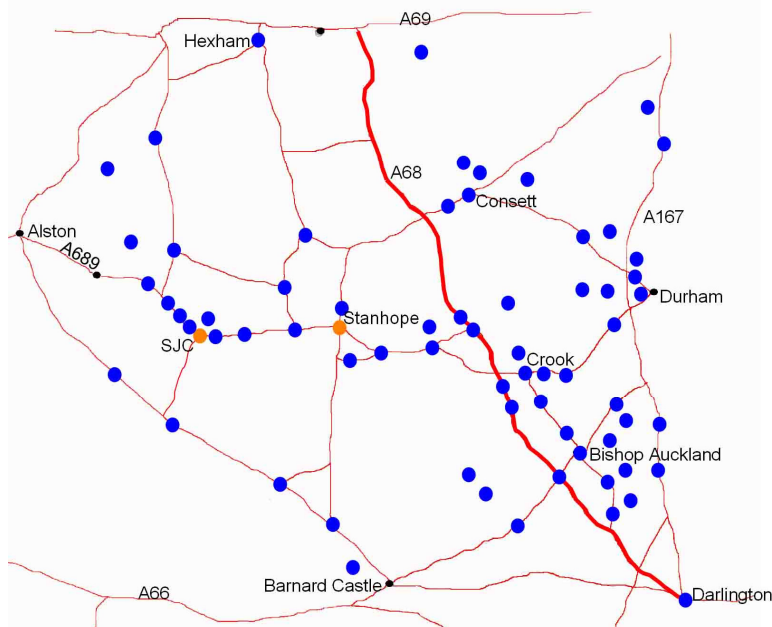 A69
Hexham
A68
Consett
A167
Alston
A689
Durham
Stanhope
SJC
Crook
Bishop Auckland
Barnard Castle
A66
Darlington